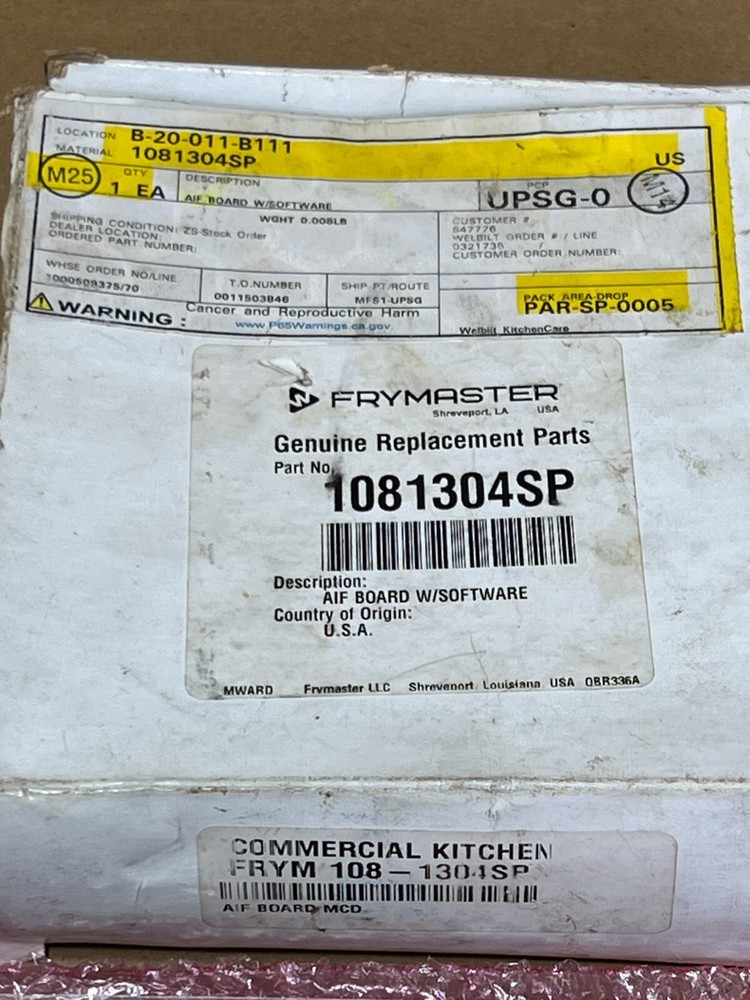 LOCATION B-20-011-B111
MATERIAL 1081304SP US
M25 QTY 1 EA
DESCRIPTION
AIF BOARD W/SOFTWARE
PCP
UPSG-0 M14
WGHT 0.008LB
SHIPPING CONDITION: ZS-Stock Order
DEALER LOCATION:
ORDERED PART NUMBER:
CUSTOMER #
647776
WELBILT ORDER # / LINE
0321735 /
CUSTOMER ORDER NUMBER
WHSE ORDER NO/LINE
1000509375/70
T.O.NUMBER
0011503846
SHIP PT/ROUTE
MFS1-UPSG
PACK AREA-DROP
PAR-SP-0005
WARNING : Cancer and Reproductive Harm
www.P65Warnings.ca.gov.
Welbilt KitchenCare
FRYMASTER
Shreveport, LA USA
Genuine Replacement Parts
Part No.
1081304SP
Description:
AIF BOARD W/SOFTWARE
Country of Origin:
U.S.A.
MWARD Frymaster LLC Shreveport, Louisiana USA OBR336A
COMMERCIAL KITCHEN
FRYM 108-1304SP
AIF BOARD MCD